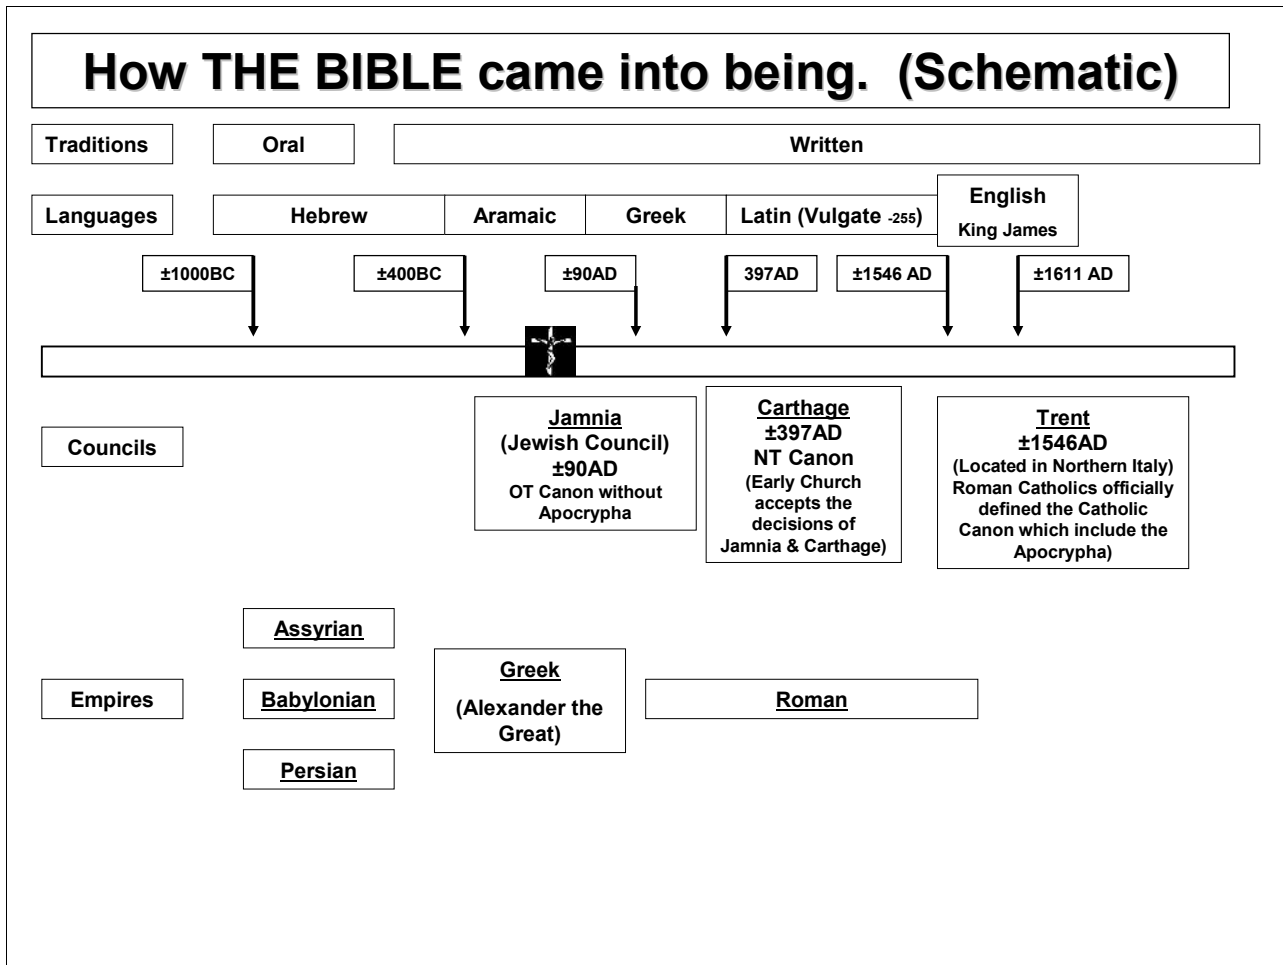 How THE BIBLE came into being. (Schematic)
Traditions
Oral
Written
Languages
Hebrew
Aramaic
Greek
Latin (Vulgate -255)
English
King James
±1000BC
±400BC
±90AD
397AD
±1546 AD
±1611 AD
Councils
Jamnia
(Jewish Council)
±90AD
OT Canon without
Apocrypha
Carthage
±397AD
NT Canon
(Early Church
accepts the
decisions of
Jamnia & Carthage)
Trent
±1546AD
(Located in Northern Italy)
Roman Catholics officially
defined the Catholic
Canon which include the
Apocrypha)
Empires
Assyrian
Babylonian
Persian
Greek
(Alexander the
Great)
Roman